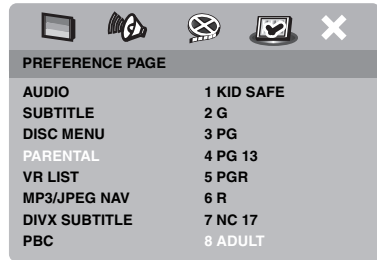 PREFERENCE PAGE
AUDIO 1 KID SAFE
SUBTITLE 2 G
DISC MENU 3 PG
PARENTAL 4 PG 13
VR LIST 5 PGR
MP3/JPEG NAV 6 R
DIVX SUBTITLE 7 NC 17
PBC 8 ADULT